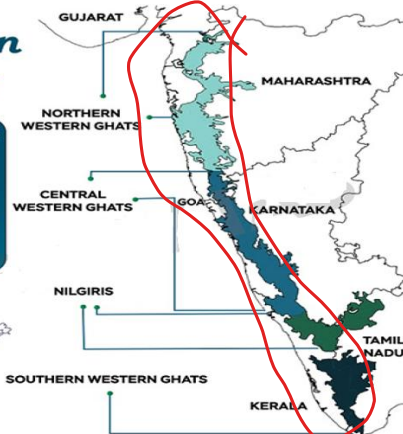 GUJARAT
n
MAHARASHTRA
NORTHERN
WESTERN GHATS
CENTRAL
WESTERN GHATS
GOA
KARNATAKA
NILGIRIS
TAMIL
NADU
SOUTHERN WESTERN GHATS
KERALA